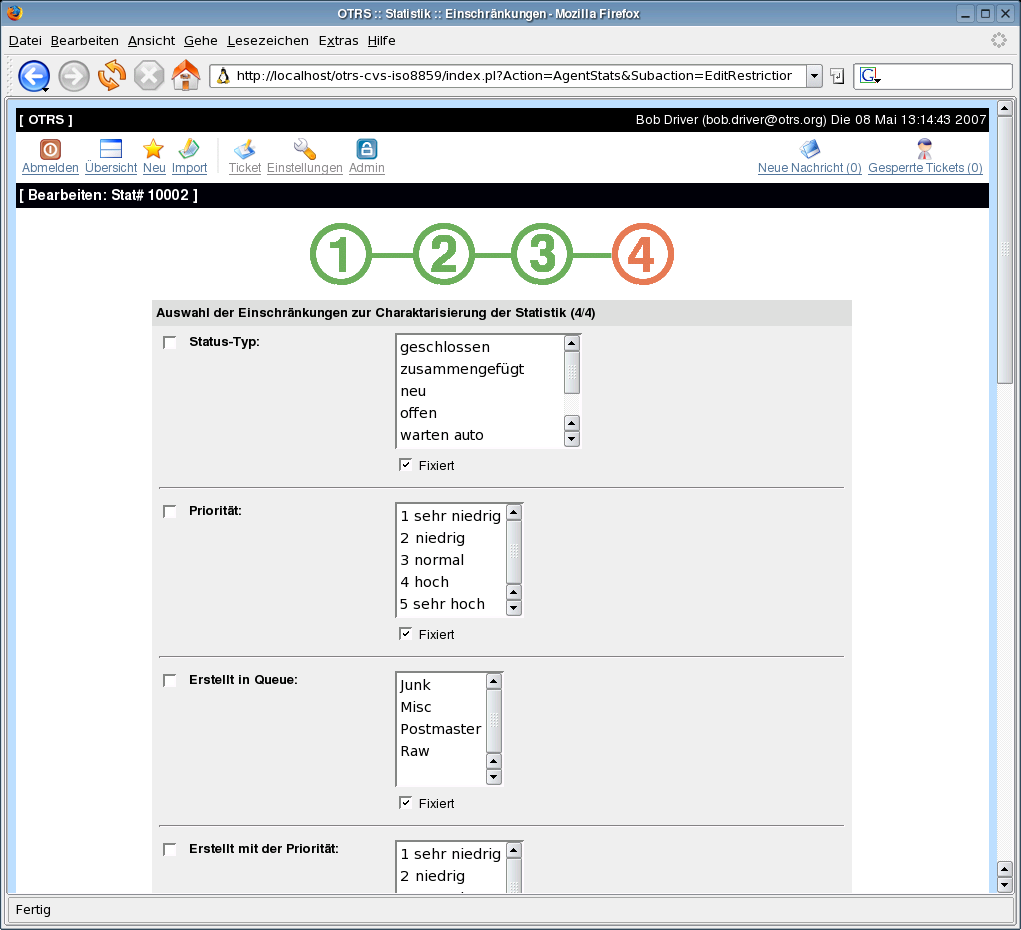 OTRS :: Statistik :: Einschränkungen - Mozilla Firefox
Datei Bearbeiten Ansicht Gehe Lesezeichen Extras Hilfe
http://localhost/otrs-cvs-iso8859/index.pl?Action=AgentStats&Subaction=EditRestriction
G
[ OTRS ] Bob Driver (bob.driver@otrs.org) Die 08 Mai 13:14:43 2007
Abmelden Übersicht Neu Import Ticket Einstellungen Admin Neue Nachricht (0) Gesperrte Tickets (0)
[ Bearbeiten: Stat# 10002 ]
1 2 3 4
Auswahl der Einschränkungen zur Charaktarisierung der Statistik (4/4)
Status-Typ:
geschlossen
zusammengefügt
neu
offen
warten auto
Fixiert
Priorität:
1 sehr niedrig
2 niedrig
3 normal
4 hoch
5 sehr hoch
Fixiert
Erstellt in Queue:
Junk
Misc
Postmaster
Raw
Fixiert
Erstellt mit der Priorität:
1 sehr niedrig
2 niedrig
Fertig